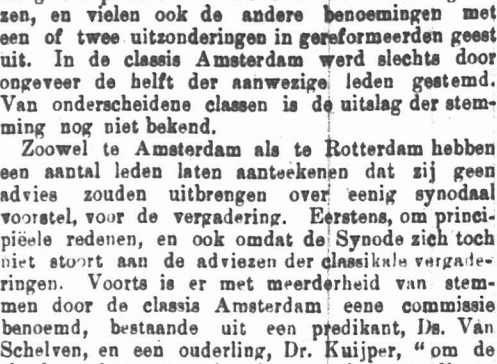 zen, en vielen ook de andere benoemingen met
een of twee uitzonderingen in gereformeerden geest
uit. In de classis Amsterdam werd slechts door
ongeveer de helft der aanwezige leden gestemd.
Van onderscheidene classen is de uitslag der stem-
ming nog niet bekend.
Zoowel te Amsterdam als te Rotterdam hebben
een aantal leden laten aanteekenen dat zij geen
advies zouden uitbrengen over eenig synodaal
voorstel, voor de vergadering. Eerstens, om princi-
piëele redenen, en ook omdat de Synode zich toch
niet stoort aan de adviezen der classikale vergade-
ringen. Voorts is er met meerderheid van stem-
men door de classis Amsterdam eene commissie
benoemd, bestaande uit een predikant, Ds. Van
Schelven, en een ouderling, Dr. Kuijper, "om de